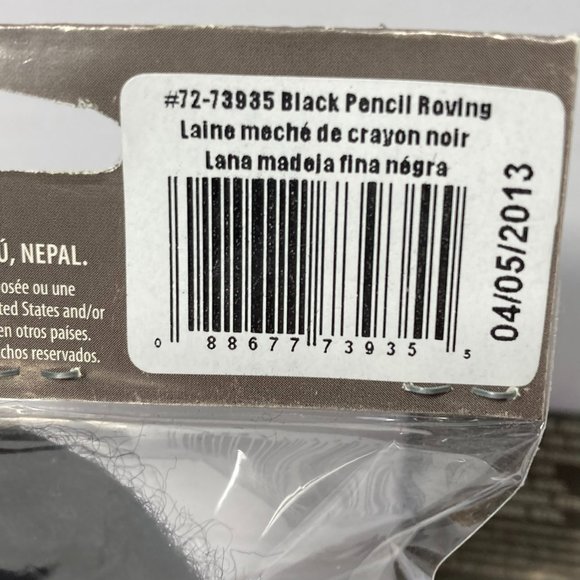 #72-73935 Black Pencil Roving
Laine meché de crayon noir
Lana madeja fina négra
04/05/2013
0 88677 73935 5
Ú, NEPAL.
osée ou une
ted States and/or
en otros países.
chos reservados.